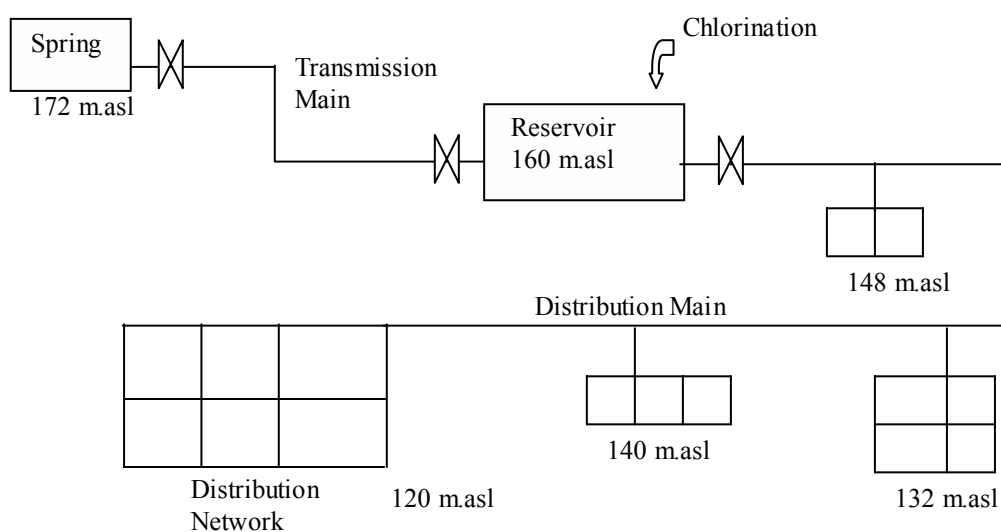 Spring
172 m.asl
Transmission
Main
Chlorination
Reservoir
160 m.asl
148 m.asl
Distribution Main
140 m.asl
132 m.asl
Distribution
Network
120 m.asl